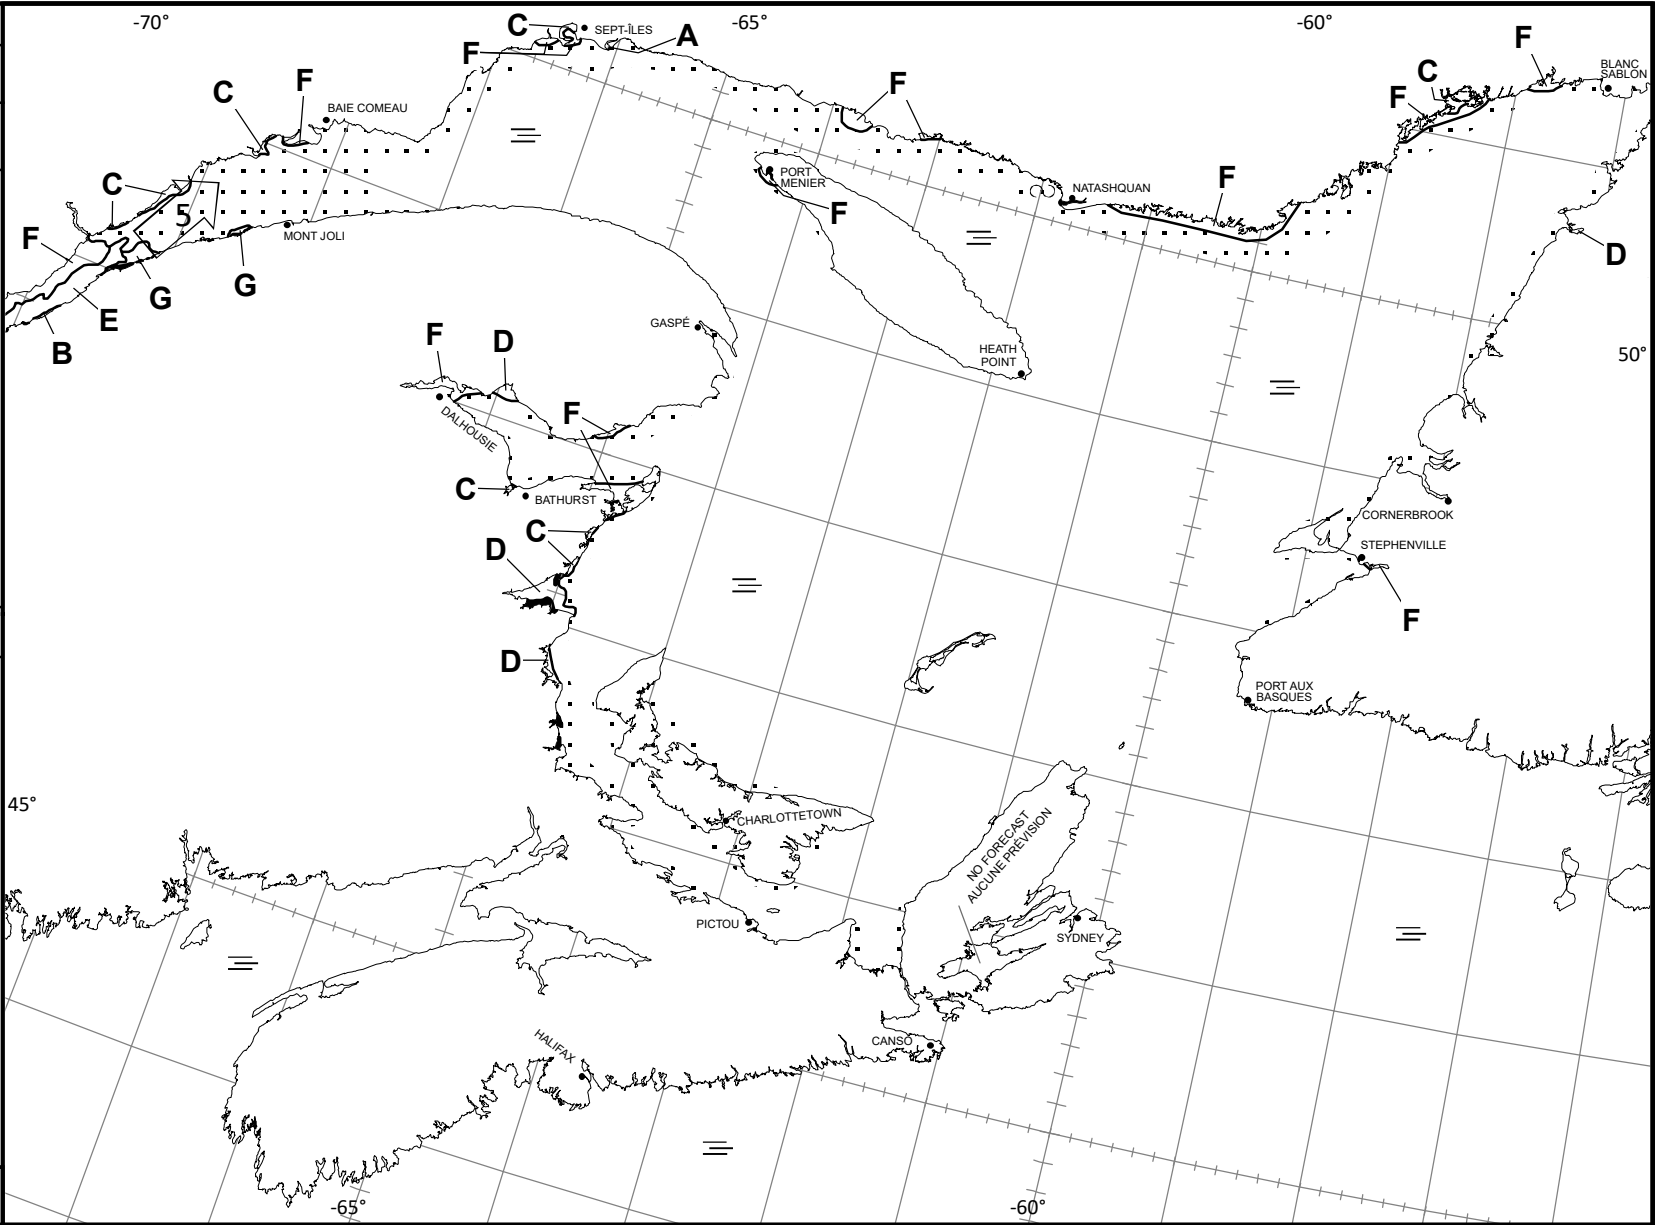 -70°
-65°
-60°
C
SEPT-ÎLES
A
F
F
C
BLANC
SABLON
F
C
F
C
F
BAIE COMEAU
F
PORT
MENIER
C
5
NATASHQUAN
F
F
MONT JOLI
F
D
G
G
E
B
GASPÉ
HEATH
POINT
50°
F
D
DALHOUSIE
F
C
BATHURST
CORNERBROOK
C
D
STEPHENVILLE
F
D
PORT AUX
BASQUES
45°
CHARLOTTETOWN
NO FORECAST
AUCUNE PRÉVISION
PICTOU
SYDNEY
HALIFAX
CANSO
-65°
-60°